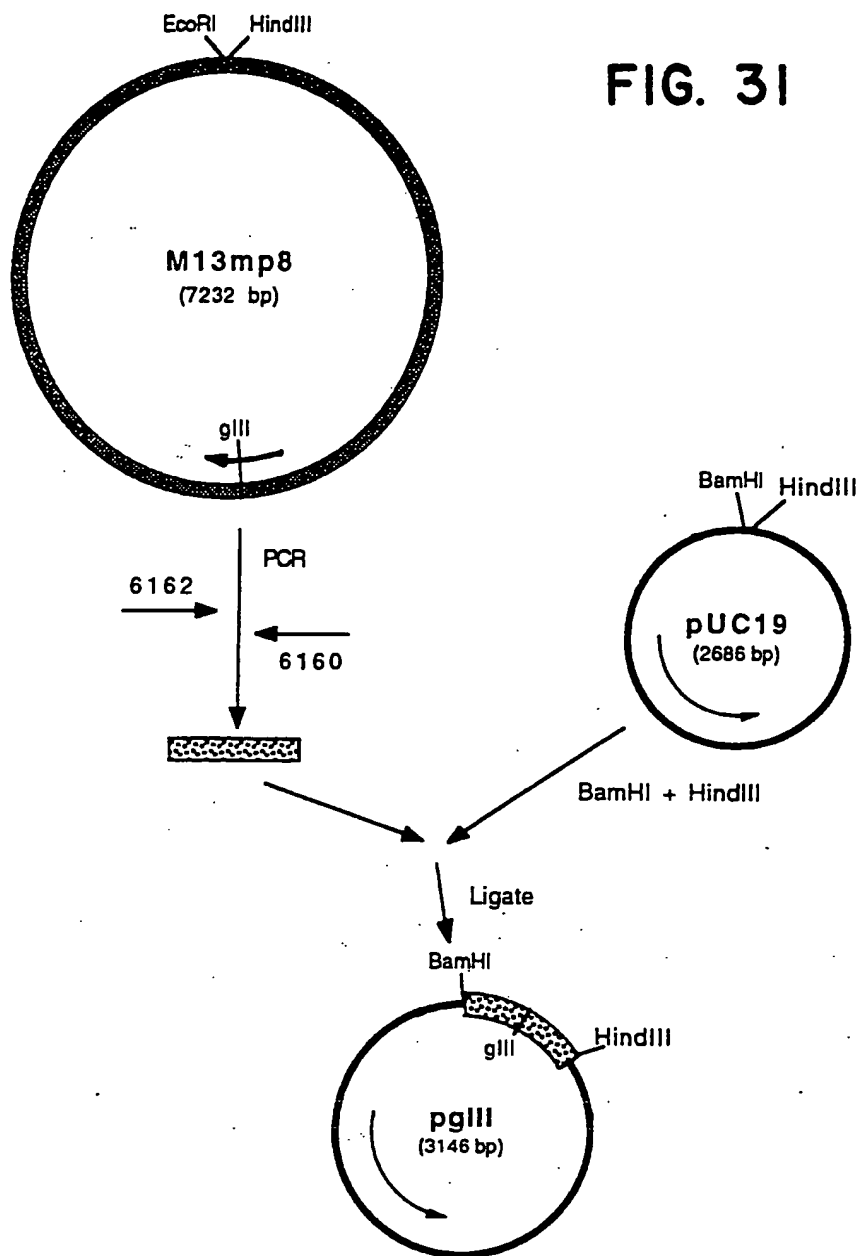 EcoRI HindIII
FIG. 31
M13mp8
(7232 bp)
gIII
PCR
6162
6160
BamHI HindIII
pUC19
(2686 bp)
BamHI + HindIII
Ligate
BamHI
gIII
HindIII
pgIII
(3146 bp)